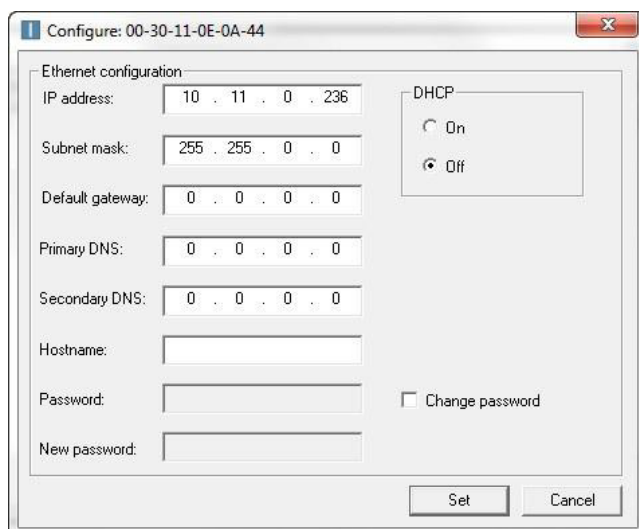 Configure: 00-30-11-0E-0A-44
Ethernet configuration
IP address: 10 . 11 . 0 . 236
DHCP
On
Subnet mask: 255 . 255 . 0 . 0
Off
Default gateway: 0 . 0 . 0 . 0
Primary DNS: 0 . 0 . 0 . 0
Secondary DNS: 0 . 0 . 0 . 0
Hostname:
Password:
Change password
New password:
Set
Cancel